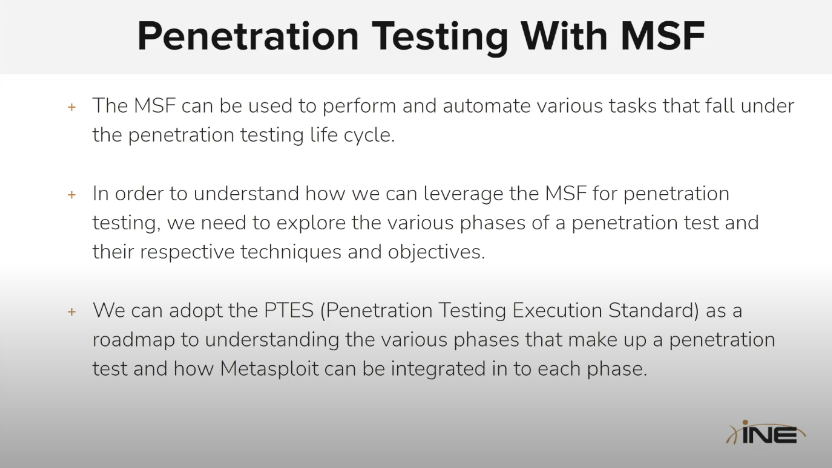 Penetration Testing With MSF
+ The MSF can be used to perform and automate various tasks that fall under
the penetration testing life cycle.
+ In order to understand how we can leverage the MSF for penetration
testing, we need to explore the various phases of a penetration test and
their respective techniques and objectives.
+ We can adopt the PTES (Penetration Testing Execution Standard) as a
roadmap to understanding the various phases that make up a penetration
test and how Metasploit can be integrated in to each phase.
INE